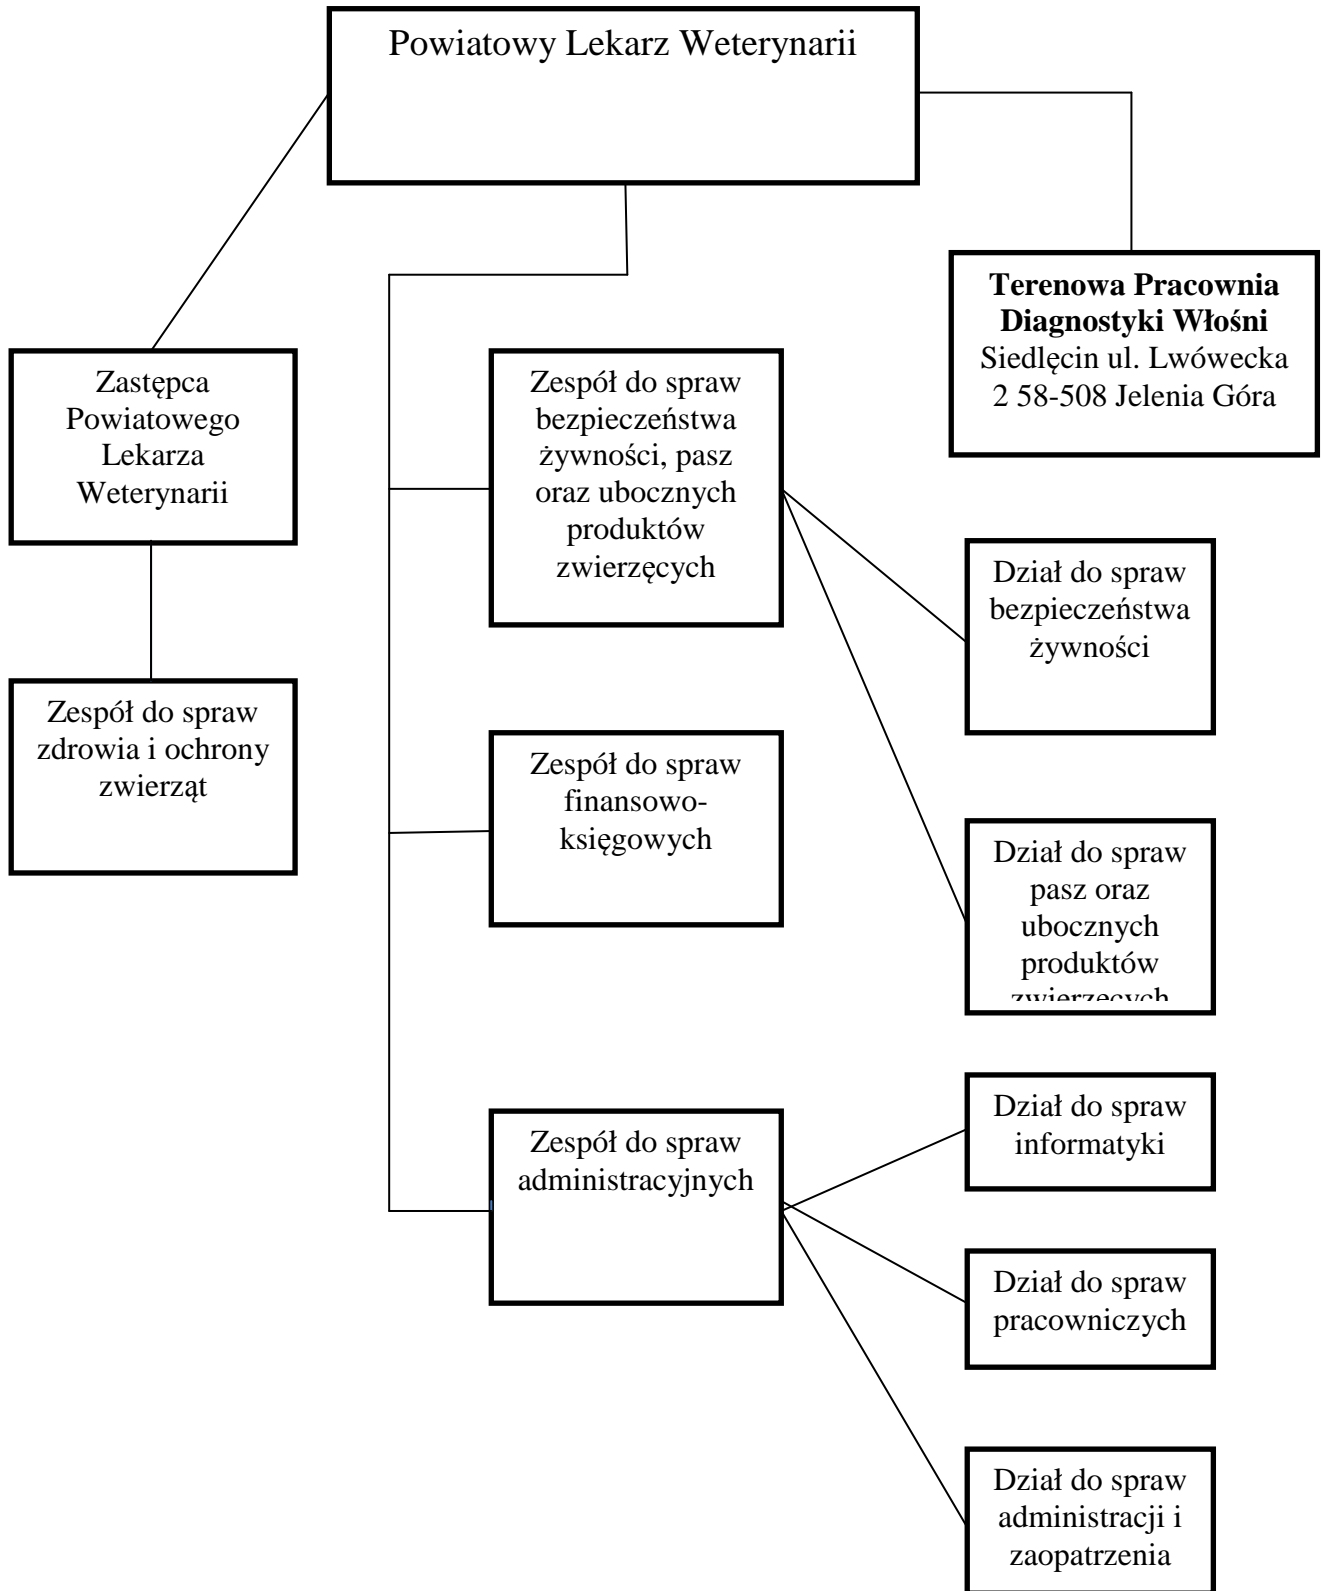 Powiatowy Lekarz Weterynarii
Terenowa Pracownia
Diagnostyki Włośni
Siedlęcin ul. Lwówecka
2 58-508 Jelenia Góra
Zastępca
Powiatowego
Lekarza
Weterynarii
Zespół do spraw
bezpieczeństwa
żywności, pasz
oraz ubocznych
produktów
zwierzęcych
Dział do spraw
bezpieczeństwa
żywności
Zespół do spraw
zdrowia i ochrony
zwierząt
Zespół do spraw
finansowo-
księgowych
Dział do spraw
pasz oraz
ubocznych
produktów
zwierzęcych
Zespół do spraw
administracyjnych
Dział do spraw
informatyki
Dział do spraw
pracowniczych
Dział do spraw
administracji i
zaopatrzenia